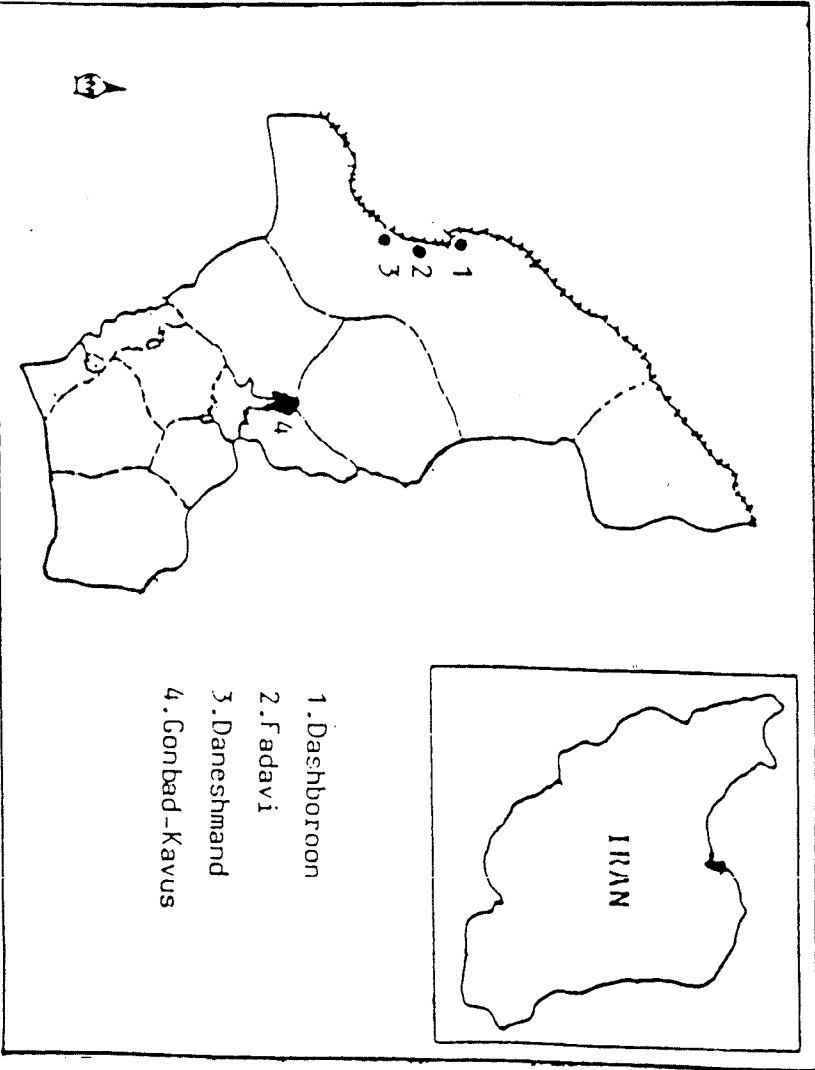 1
2
3
4
IRAN
1.Dashboroon
2.Fadavi
3.Daneshmand
4.Gonbad-Kavus